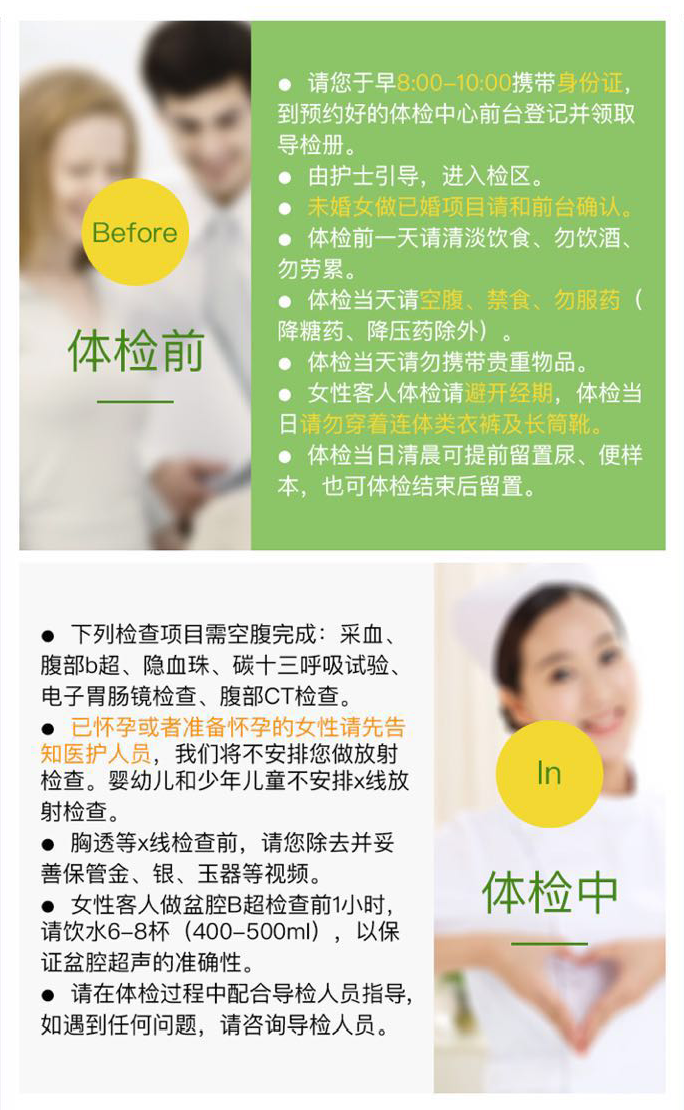 Before
体检前
● 请您于早8:00-10:00携带身份证，
到预约好的体检中心前台登记并领取
导检册。
● 由护士引导，进入检区。
● 未婚女做已婚项目请和前台确认。
● 体检前一天请清淡饮食、勿饮酒、
勿劳累。
● 体检当天请空腹、禁食、勿服药（
降糖药、降压药除外）。
● 体检当天请勿携带贵重物品。
● 女性客人体检请避开经期，体检当
日请勿穿着连体类衣裤及长筒靴。
● 体检当日清晨可提前留置尿、便样
本，也可体检结束后留置。
● 下列检查项目需空腹完成：采血、
腹部b超、隐血珠、碳十三呼吸试验、
电子胃肠镜检查、腹部CT检查。
● 已怀孕或者准备怀孕的女性请先告
知医护人员，我们将不安排您做放射
检查。婴幼儿和少年儿童不安排x线放
射检查。
● 胸透等x线检查前，请您除去并妥
善保管金、银、玉器等视频。
● 女性客人做盆腔B超检查前1小时，
请饮水6-8杯（400-500ml），以保
证盆腔超声的准确性。
● 请在体检过程中配合导检人员指导，
如遇到任何问题，请咨询导检人员。
In
体检中